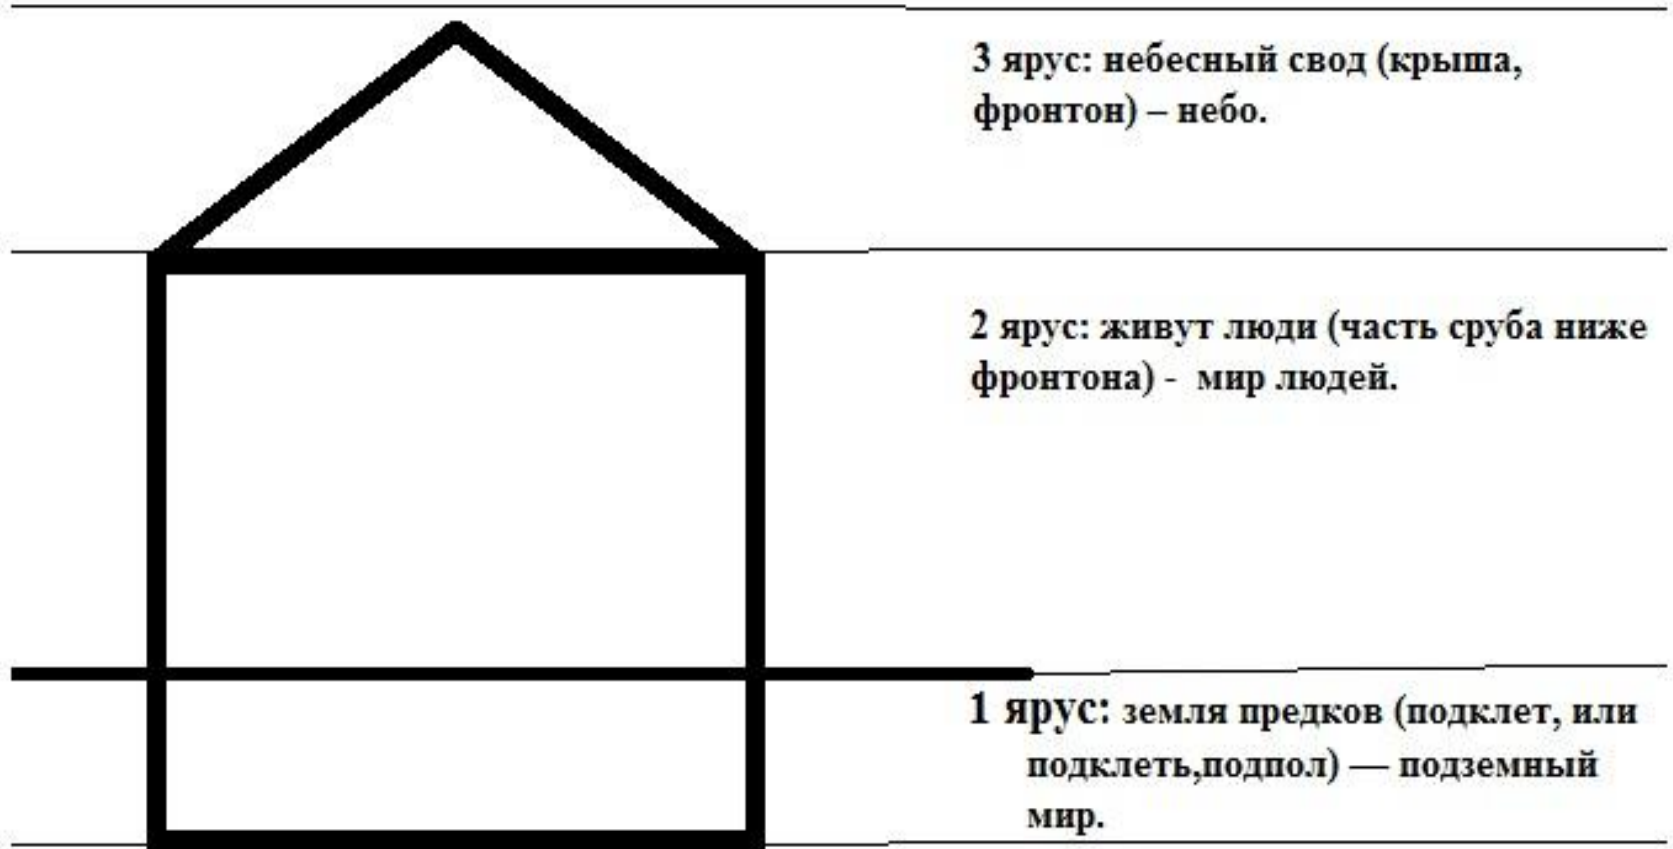 3 ярус: небесный свод (крыша,
фронтон) – небо.
2 ярус: живут люди (часть сруба ниже
фронтона) - мир людей.
1 ярус: земля предков (подклет, или
подклеть,подпол) — подземный
мир.